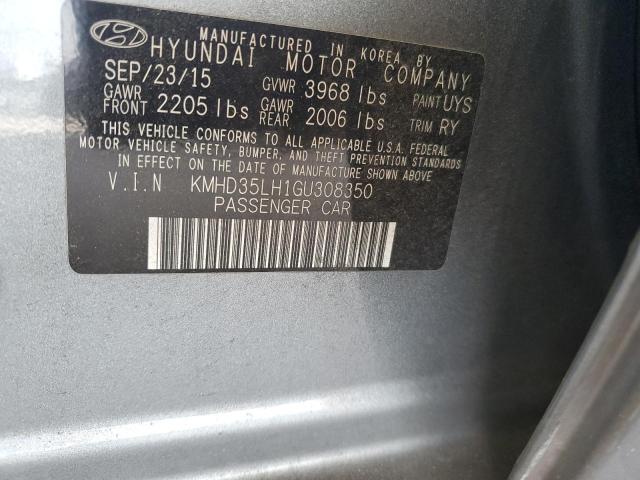 MANUFACTURED IN KOREA BY
HYUNDAI MOTOR COMPANY
SEP/23/15 GVWR 3968 lbs PAINT UYS
GAWR FRONT 2205 lbs GAWR REAR 2006 lbs TRIM RY
THIS VEHICLE CONFORMS TO ALL APPLICABLE U.S.A. FEDERAL
MOTOR VEHICLE SAFETY, BUMPER, AND THEFT PREVENTION STANDARDS
IN EFFECT ON THE DATE OF MANUFACTURE SHOWN ABOVE
V.I.N KMHD35LH1GU308350
PASSENGER CAR